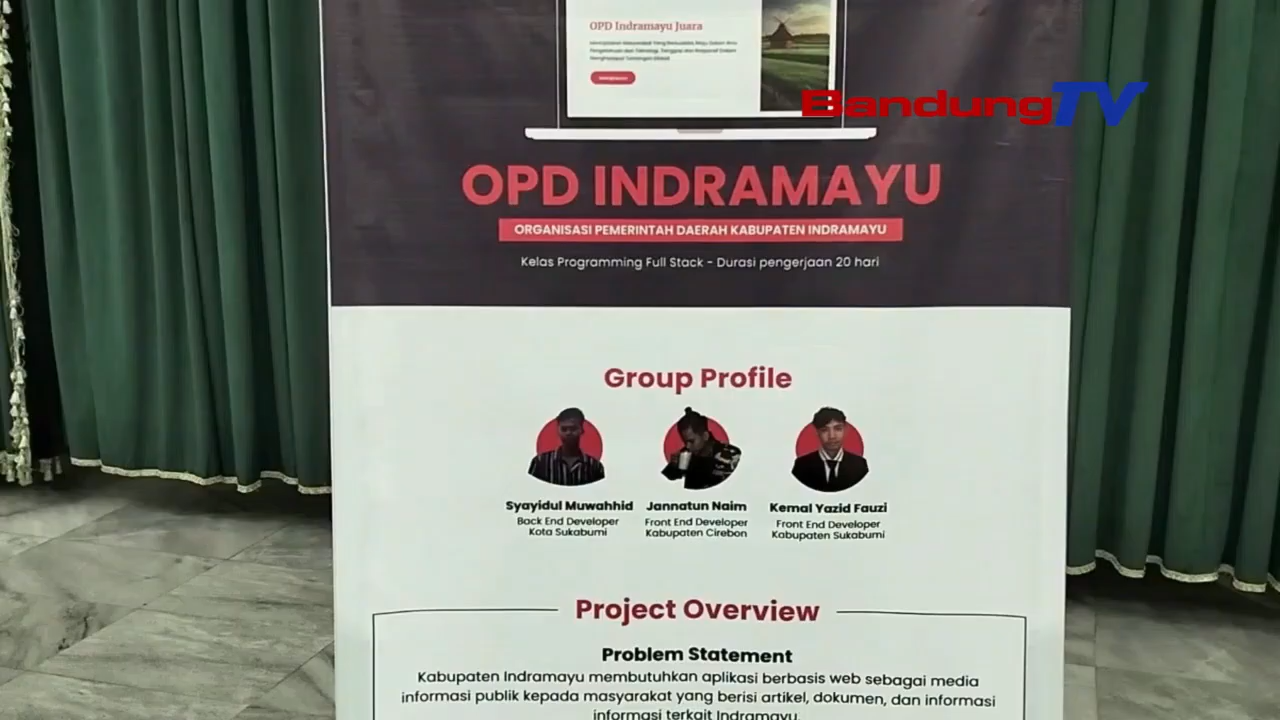 OPD Indramayu Juara
BandungTV
OPD INDRAMAYU
ORGANISASI PEMERINTAH DAERAH KABUPATEN INDRAMAYU
Kelas Programming Full Stack - Durasi pengerjaan 20 hari
Group Profile
Syayidul Muwahhid
Back End Developer
Kota Sukabumi
Jannatun Naim
Front End Developer
Kabupaten Cirebon
Kemal Yazid Fauzi
Front End Developer
Kabupaten Sukabumi
Project Overview
Problem Statement
Kabupaten Indramayu membutuhkan aplikasi berbasis web sebagai media
informasi publik kepada masyarakat yang berisi artikel, dokumen, dan informasi
informasi terkait Indramayu.